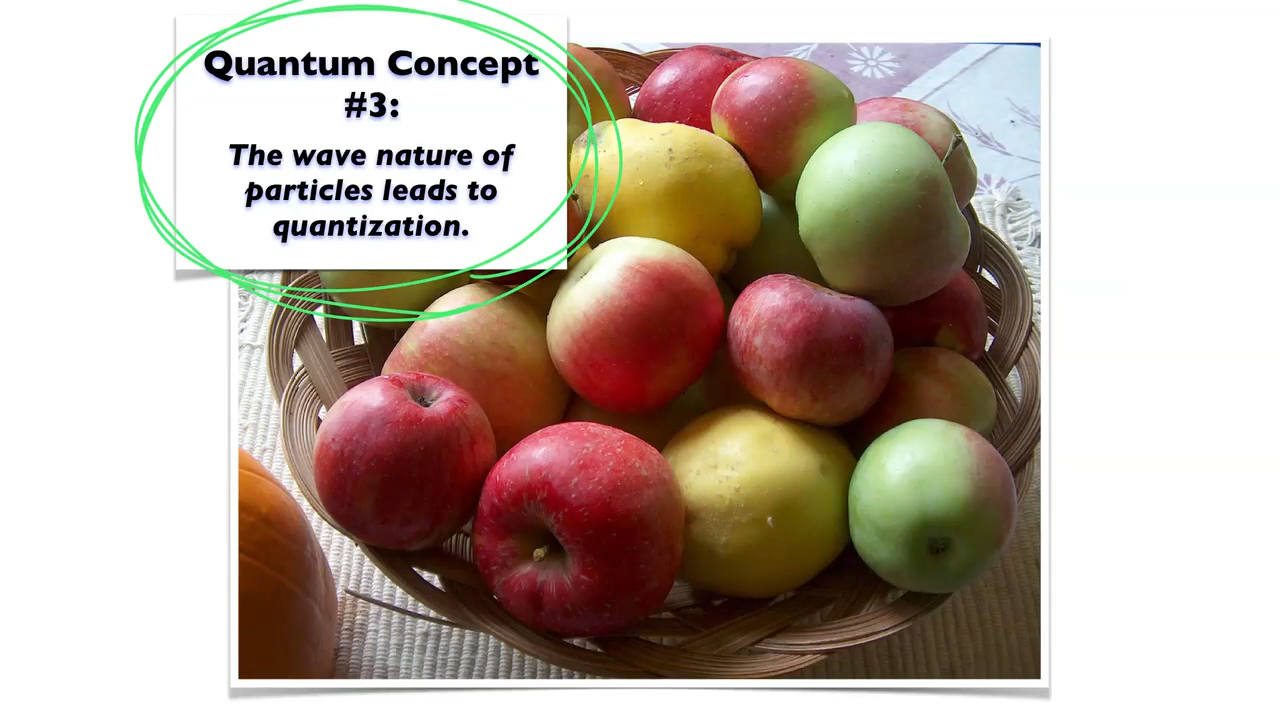 Quantum Concept
#3:
The wave nature of
particles leads to
quantization.